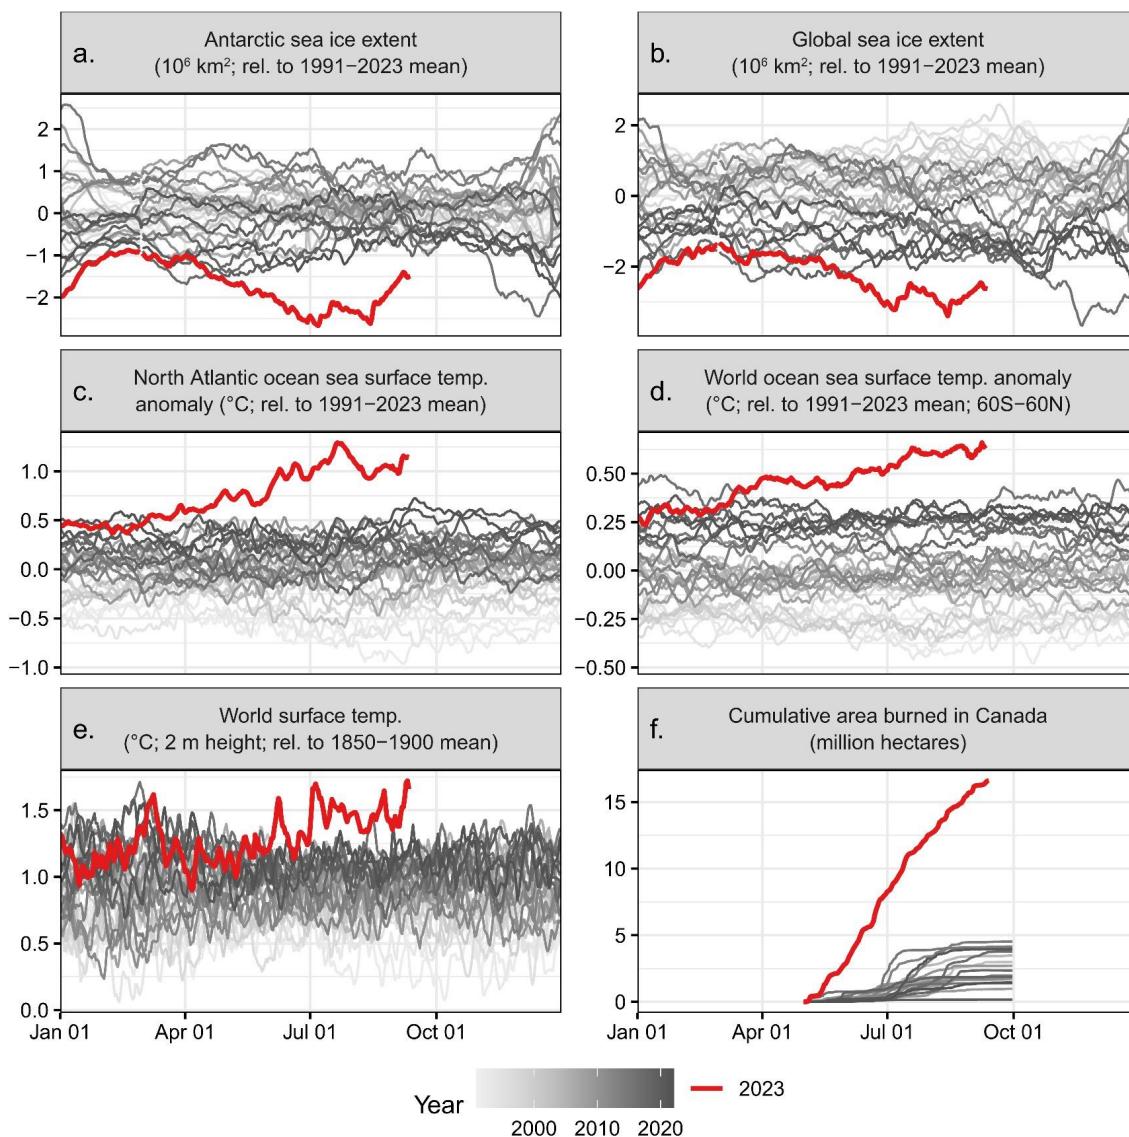 a.
Antarctic sea ice extent
(10⁶ km²; rel. to 1991−2023 mean)
2
1
0
−1
−2
b.
Global sea ice extent
(10⁶ km²; rel. to 1991−2023 mean)
2
0
−2
c.
North Atlantic ocean sea surface temp.
anomaly (°C; rel. to 1991−2023 mean)
1.0
0.5
0.0
−0.5
−1.0
d.
World ocean sea surface temp. anomaly
(°C; rel. to 1991−2023 mean; 60S−60N)
0.50
0.25
0.00
−0.25
−0.50
e.
World surface temp.
(°C; 2 m height; rel. to 1850−1900 mean)
1.5
1.0
0.5
0.0
Jan 01 Apr 01 Jul 01 Oct 01
f.
Cumulative area burned in Canada
(million hectares)
15
10
5
0
Jan 01 Apr 01 Jul 01 Oct 01
Year
2000 2010 2020
2023